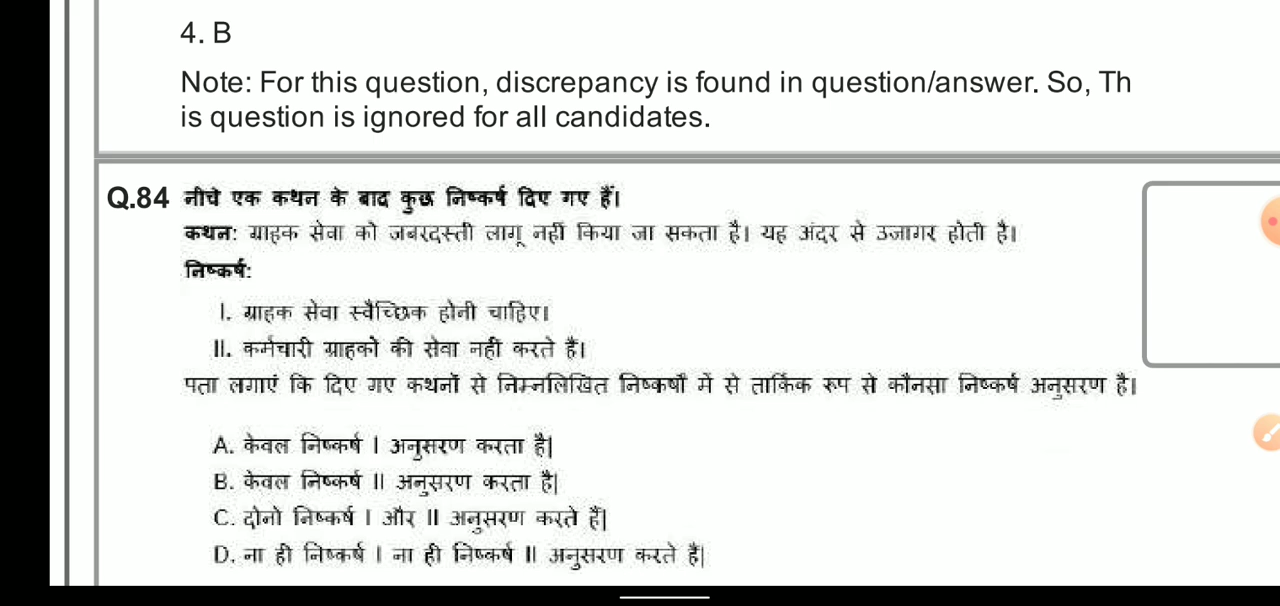 4. B
Note: For this question, discrepancy is found in question/answer. So, Th
is question is ignored for all candidates.
Q.84 नीचे एक कथन के बाद कुछ निष्कर्ष दिए गए हैं।
कथन: ग्राहक सेवा को जबरदस्ती लागू नहीं किया जा सकता है। यह अंदर से उजागर होती है।
निष्कर्ष:
I. ग्राहक सेवा स्वैच्छिक होनी चाहिए।
II. कर्मचारी ग्राहकों की सेवा नहीं करते हैं।
पता लगाएं कि दिए गए कथनों से निम्नलिखित निष्कर्षों में से तार्किक रूप से कौनसा निष्कर्ष अनुसरण है।
A. केवल निष्कर्ष I अनुसरण करता है|
B. केवल निष्कर्ष II अनुसरण करता है|
C. दोनो निष्कर्ष I और II अनुसरण करते हैं|
D. ना ही निष्कर्ष I ना ही निष्कर्ष II अनुसरण करते हैं|